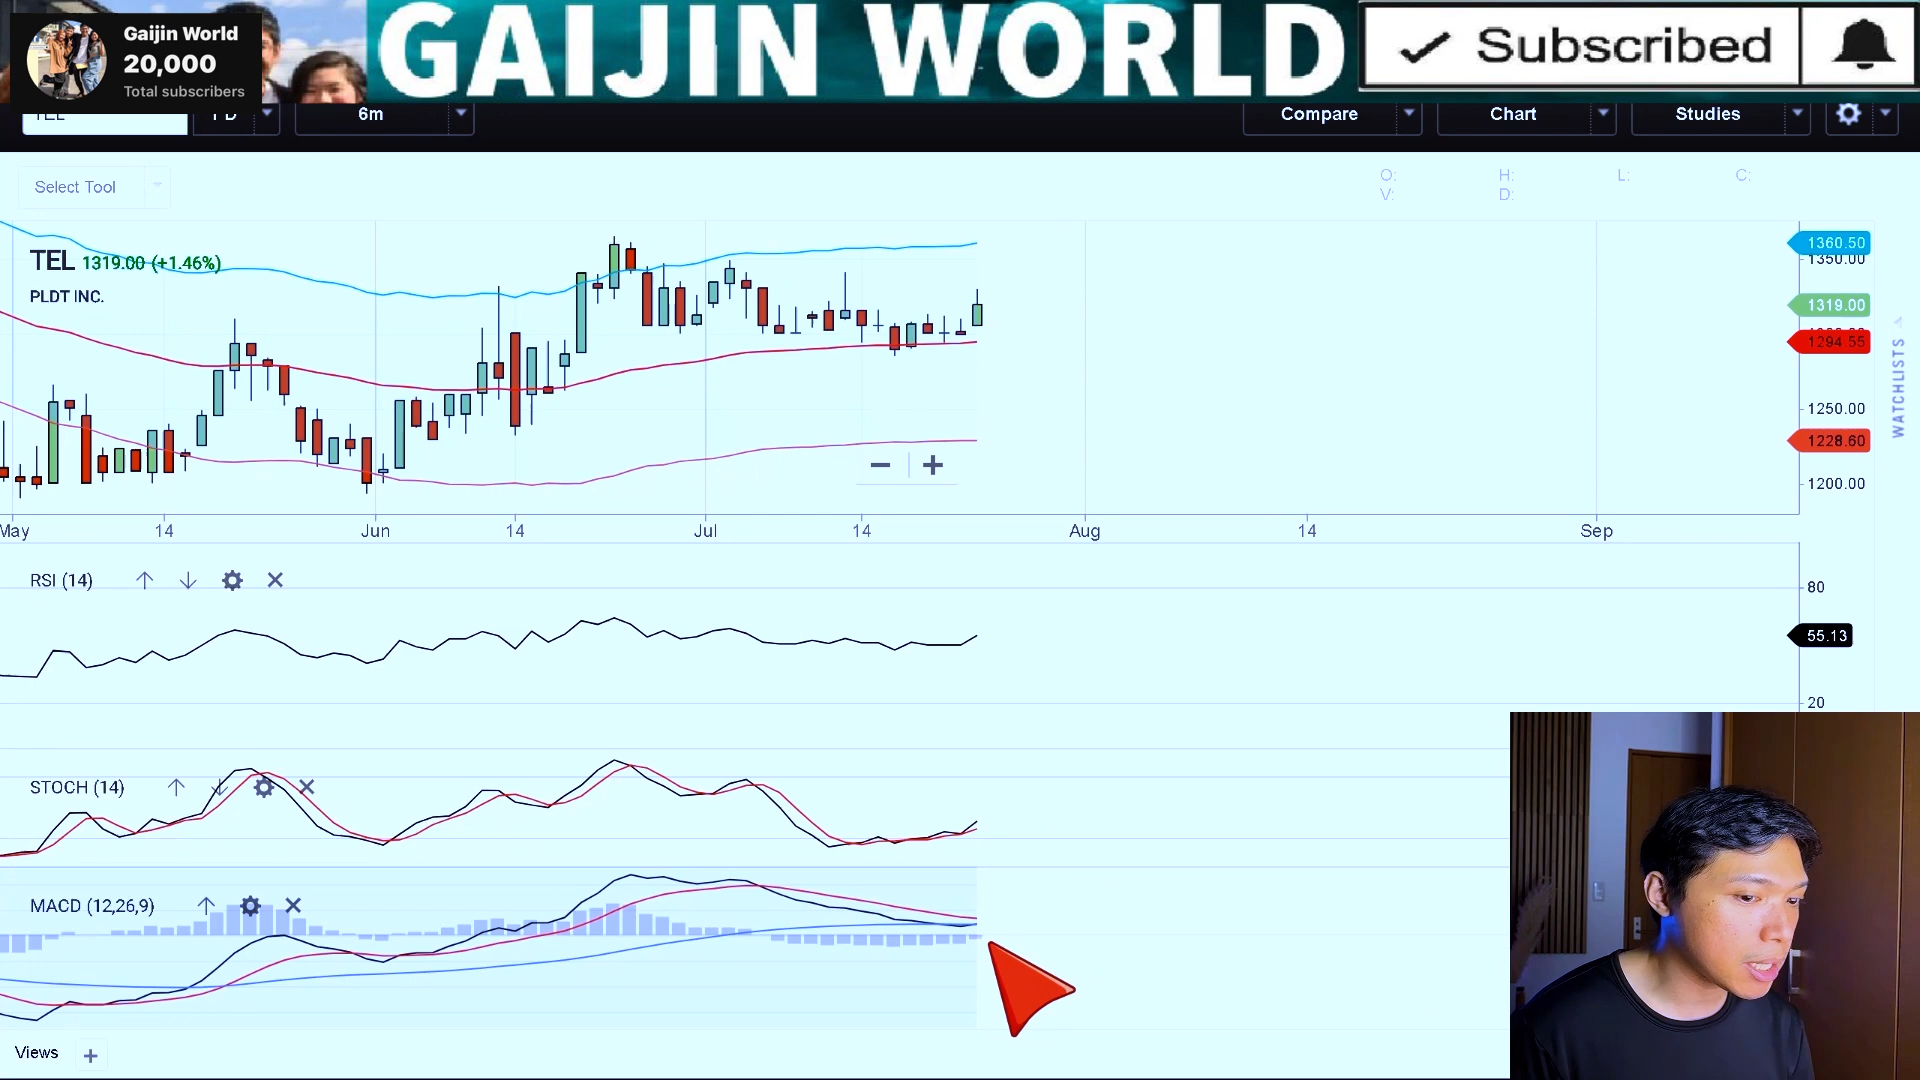 Gaijin World
20,000
Total subscribers
GAIJIN WORLD
Subscribed
TEL
1 D
6m
Compare
Chart
Studies
Select Tool
O:
H:
L:
C:
V:
D:
TEL 1319.00 (+1.46%)
PLDT INC.
1360.50
1350.00
1319.00
1294.55
1250.00
1228.60
1200.00
WATCHLISTS
May
14
Jun
14
Jul
14
Aug
14
Sep
RSI (14)
80
55.13
20
STOCH (14)
MACD (12,26,9)
Views